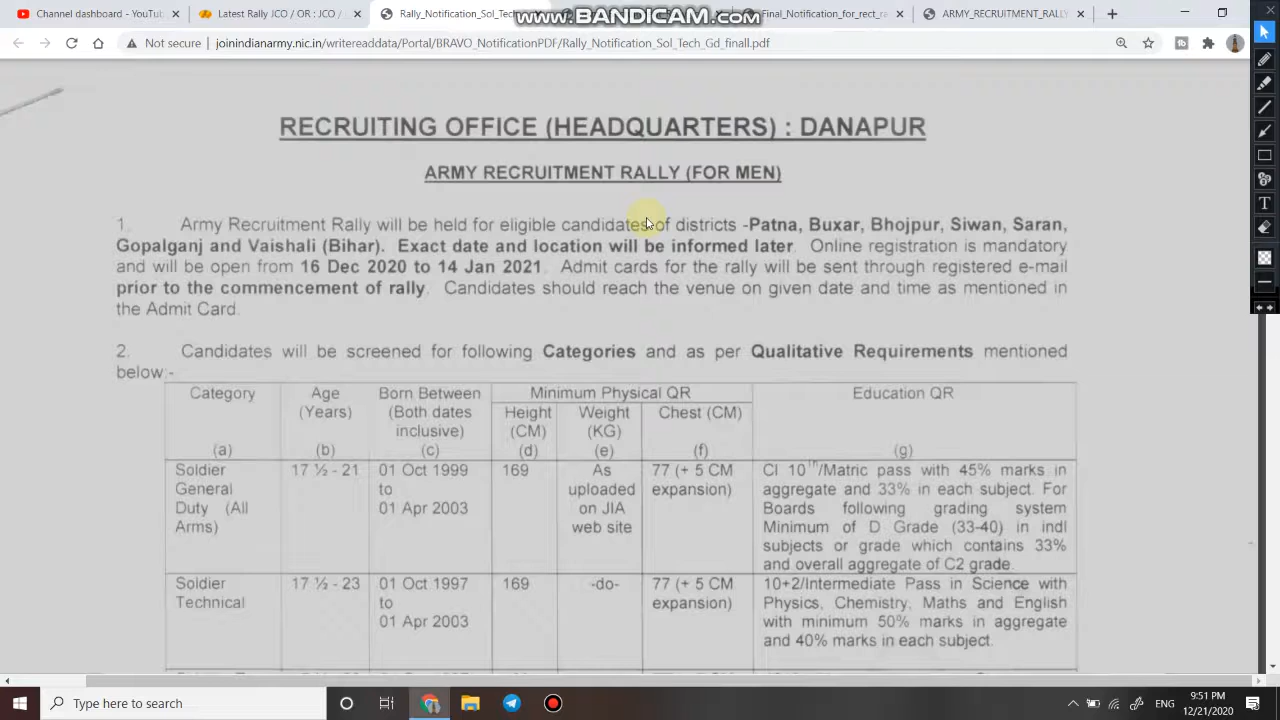 Channel dashboard - YouTube
Latest Rally JCO / OR : JCO /
Rally_Notification_Sol_Tec
Final_Notification_for_rect_r
ARMY_RECRUITMENT_RALLY
www.BANDICAM.com
Not secure | joinindianarmy.nic.in/writereaddata/Portal/BRAVO_NotificationPDF/Rally_Notification_Sol_Tech_Gd_finall.pdf
RECRUITING OFFICE (HEADQUARTERS) : DANAPUR
ARMY RECRUITMENT RALLY (FOR MEN)
1. Army Recruitment Rally will be held for eligible candidates of districts -Patna, Buxar, Bhojpur, Siwan, Saran,
Gopalganj and Vaishali (Bihar). Exact date and location will be informed later. Online registration is mandatory
and will be open from 16 Dec 2020 to 14 Jan 2021. Admit cards for the rally will be sent through registered e-mail
prior to the commencement of rally. Candidates should reach the venue on given date and time as mentioned in
the Admit Card.
2. Candidates will be screened for following Categories and as per Qualitative Requirements mentioned
below:-
Category Age Born Between Minimum Physical QR Education QR
(Years) (Both dates Height Weight Chest (CM)
inclusive) (CM) (KG)
(a) (b) (c) (d) (e) (f) (g)
Soldier 17 ½ - 21 01 Oct 1999 169 As 77 (+ 5 CM Cl 10th/Matric pass with 45% marks in
General to uploaded expansion) aggregate and 33% in each subject. For
Duty (All 01 Apr 2003 on JIA Boards following grading system
Arms) web site Minimum of D Grade (33-40) in indl
subjects or grade which contains 33%
and overall aggregate of C2 grade.
Soldier 17 ½ - 23 01 Oct 1997 169 -do- 77 (+ 5 CM 10+2/Intermediate Pass in Science with
Technical to expansion) Physics, Chemistry, Maths and English
01 Apr 2003 with minimum 50% marks in aggregate
and 40% marks in each subject.
Type here to search
9:51 PM
12/21/2020